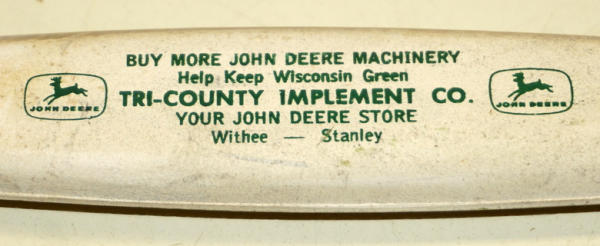 BUY MORE JOHN DEERE MACHINERY
Help Keep Wisconsin Green
TRI-COUNTY IMPLEMENT CO.
YOUR JOHN DEERE STORE
Withee — Stanley
JOHN DEERE
JOHN DEERE